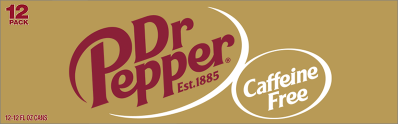 12
PACK
Dr
Pepper®
Est.1885
Caffeine
Free
12-12 FL OZ CANS